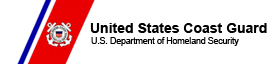 United States Coast Guard
U.S. Department of Homeland Security